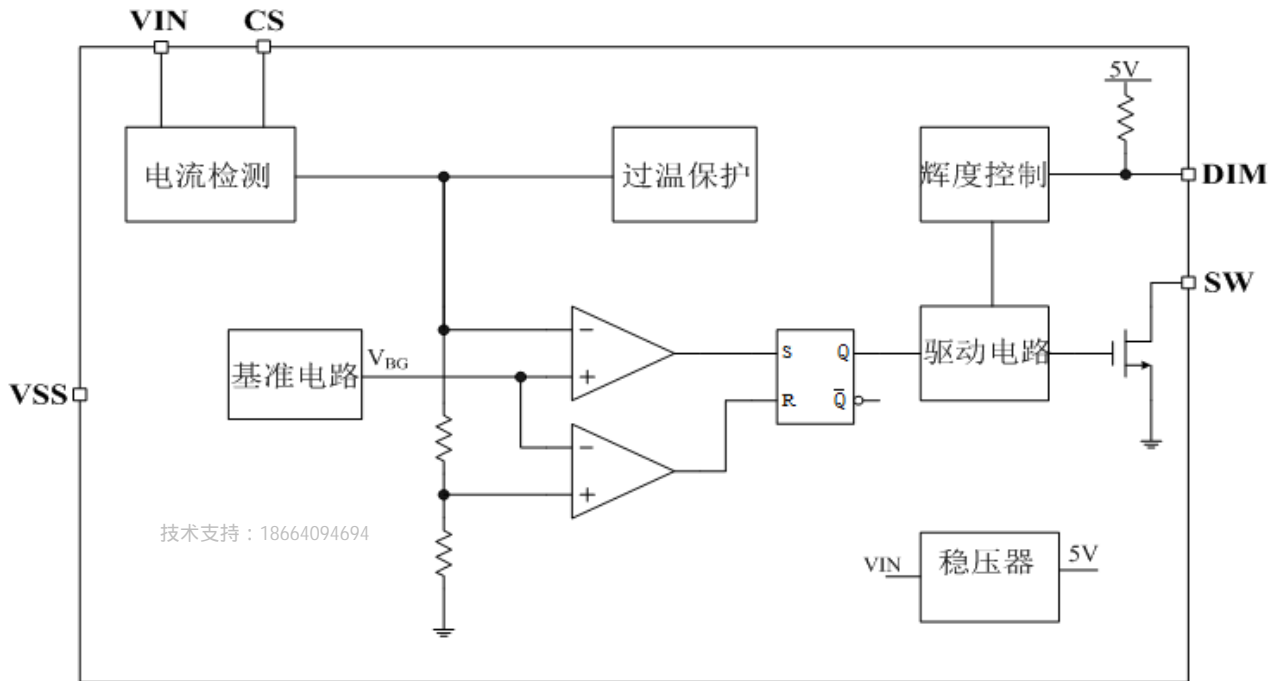 VIN
CS
5V
电流检测
过温保护
辉度控制
DIM
SW
基准电路
V_BG
−
+
S
Q
R
Q̅
驱动电路
VSS
−
+
技术支持：18664094694
VIN
稳压器
5V